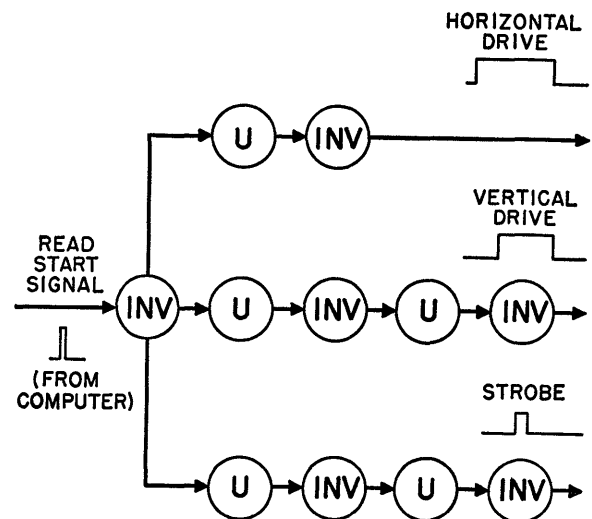 HORIZONTAL
DRIVE
U
INV
VERTICAL
DRIVE
READ
START
SIGNAL
INV
U
INV
U
INV
(FROM
COMPUTER)
STROBE
U
INV
U
INV